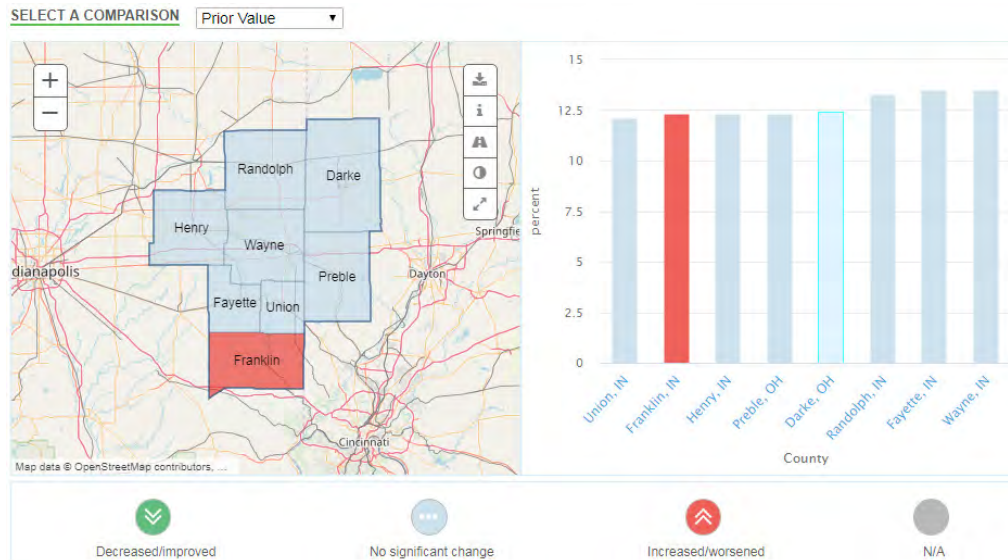 SELECT A COMPARISON
Prior Value
+
−
i
Randolph
Darke
Henry
Wayne
Preble
Fayette
Union
Franklin
dianapolis
Dayton
Springfie
Cincinnati
Map data © OpenStreetMap contributors, ...
15
12.5
10
7.5
5
2.5
0
percent
Union, IN
Franklin, IN
Henry, IN
Preble, OH
Darke, OH
Randolph, IN
Fayette, IN
Wayne, IN
County
Decreased/improved
No significant change
Increased/worsened
N/A